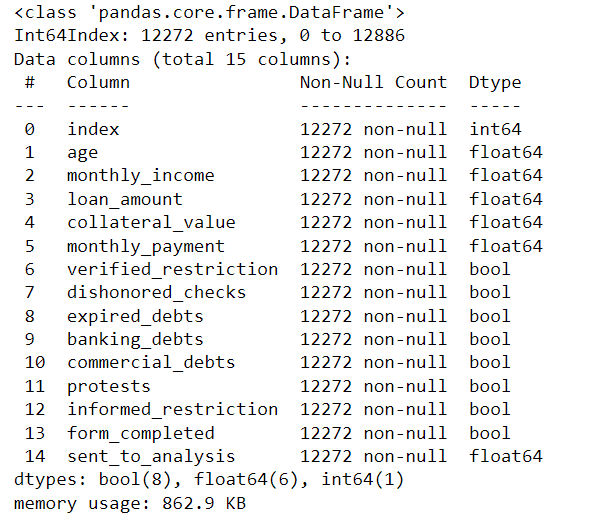 <class 'pandas.core.frame.DataFrame'>
Int64Index: 12272 entries, 0 to 12886
Data columns (total 15 columns):
 #   Column                Non-Null Count  Dtype
---  ------                --------------  -----
 0   index                 12272 non-null  int64
 1   age                   12272 non-null  float64
 2   monthly_income        12272 non-null  float64
 3   loan_amount           12272 non-null  float64
 4   collateral_value      12272 non-null  float64
 5   monthly_payment       12272 non-null  float64
 6   verified_restriction  12272 non-null  bool
 7   dishonored_checks     12272 non-null  bool
 8   expired_debts         12272 non-null  bool
 9   banking_debts         12272 non-null  bool
 10  commercial_debts      12272 non-null  bool
 11  protests              12272 non-null  bool
 12  informed_restriction  12272 non-null  bool
 13  form_completed        12272 non-null  bool
 14  sent_to_analysis      12272 non-null  float64
dtypes: bool(8), float64(6), int64(1)
memory usage: 862.9 KB